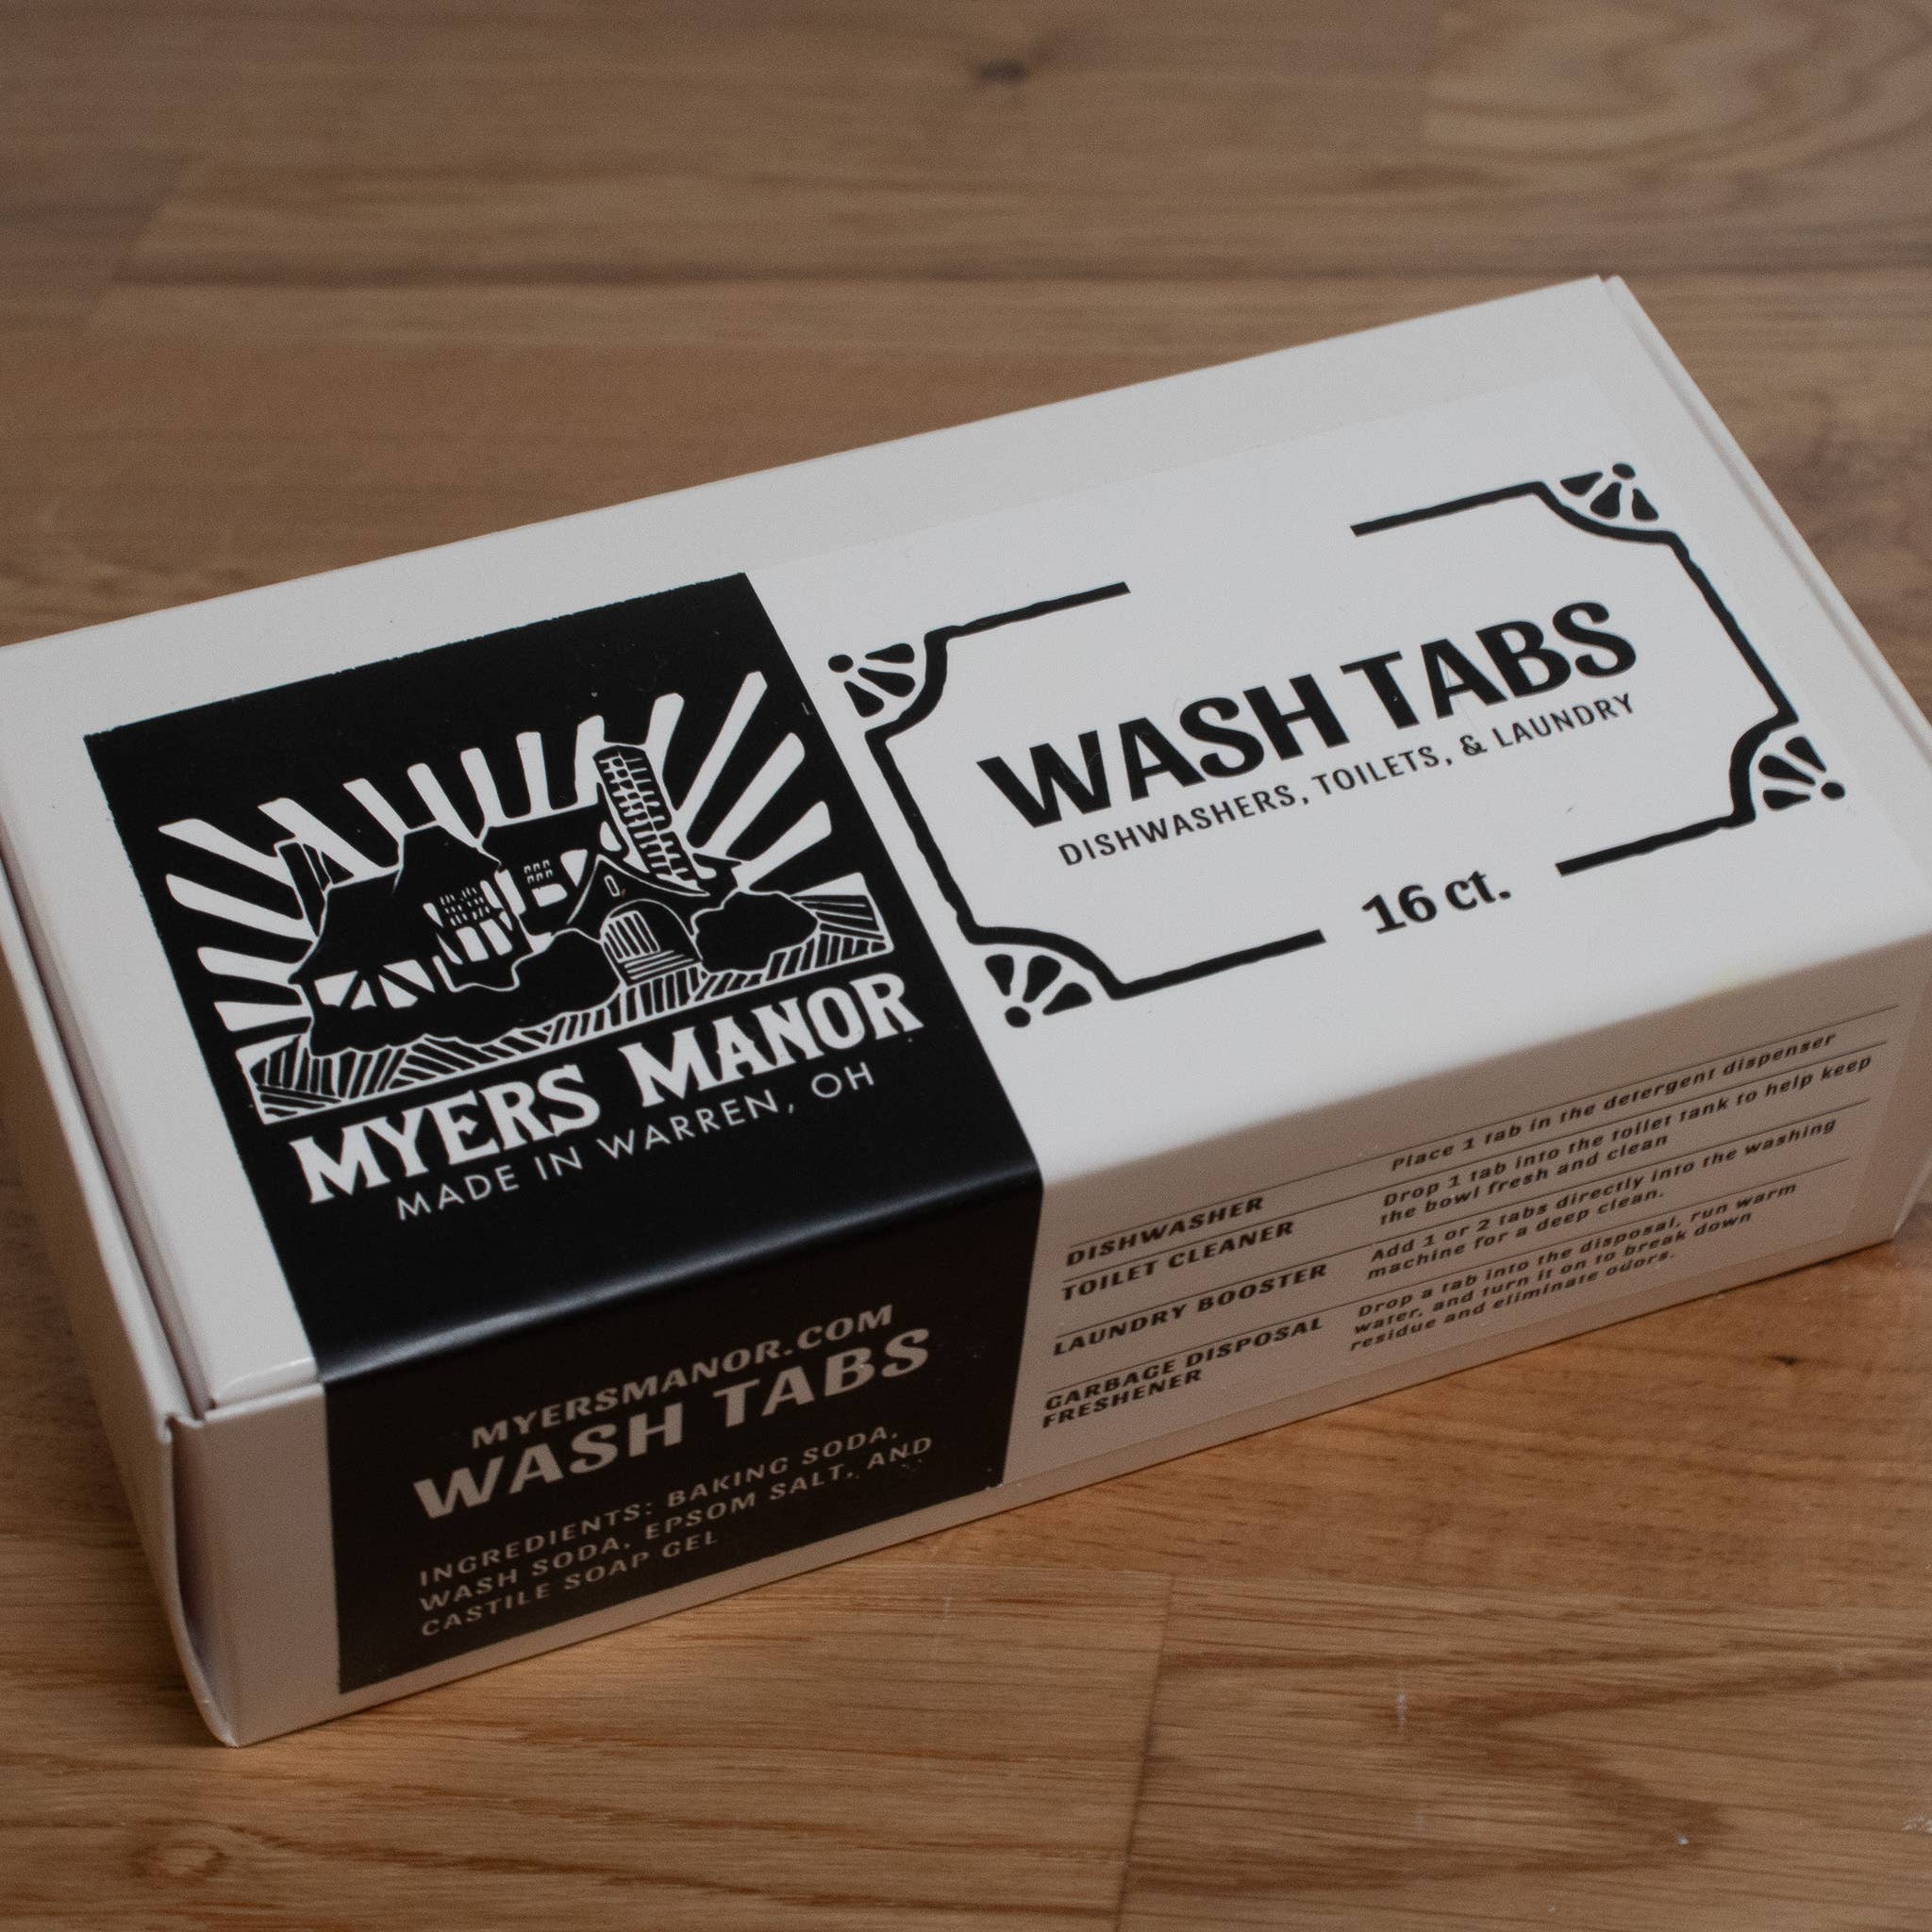 MYERS MANOR
MADE IN WARREN, OH
WASH TABS
DISHWASHERS, TOILETS, & LAUNDRY
16 ct.
MYERSMANOR.COM
WASH TABS
INGREDIENTS: BAKING SODA,
WASH SODA, EPSOM SALT, AND
CASTILE SOAP GEL
DISHWASHER
Place 1 tab in the detergent dispenser
TOILET CLEANER
Drop 1 tab into the toilet tank to help keep
the bowl fresh and clean
LAUNDRY BOOSTER
Add 1 or 2 tabs directly into the washing
machine for a deep clean.
GARBAGE DISPOSAL
FRESHENER
Drop a tab into the disposal, run warm
water, and turn it on to break down
residue and eliminate odors.